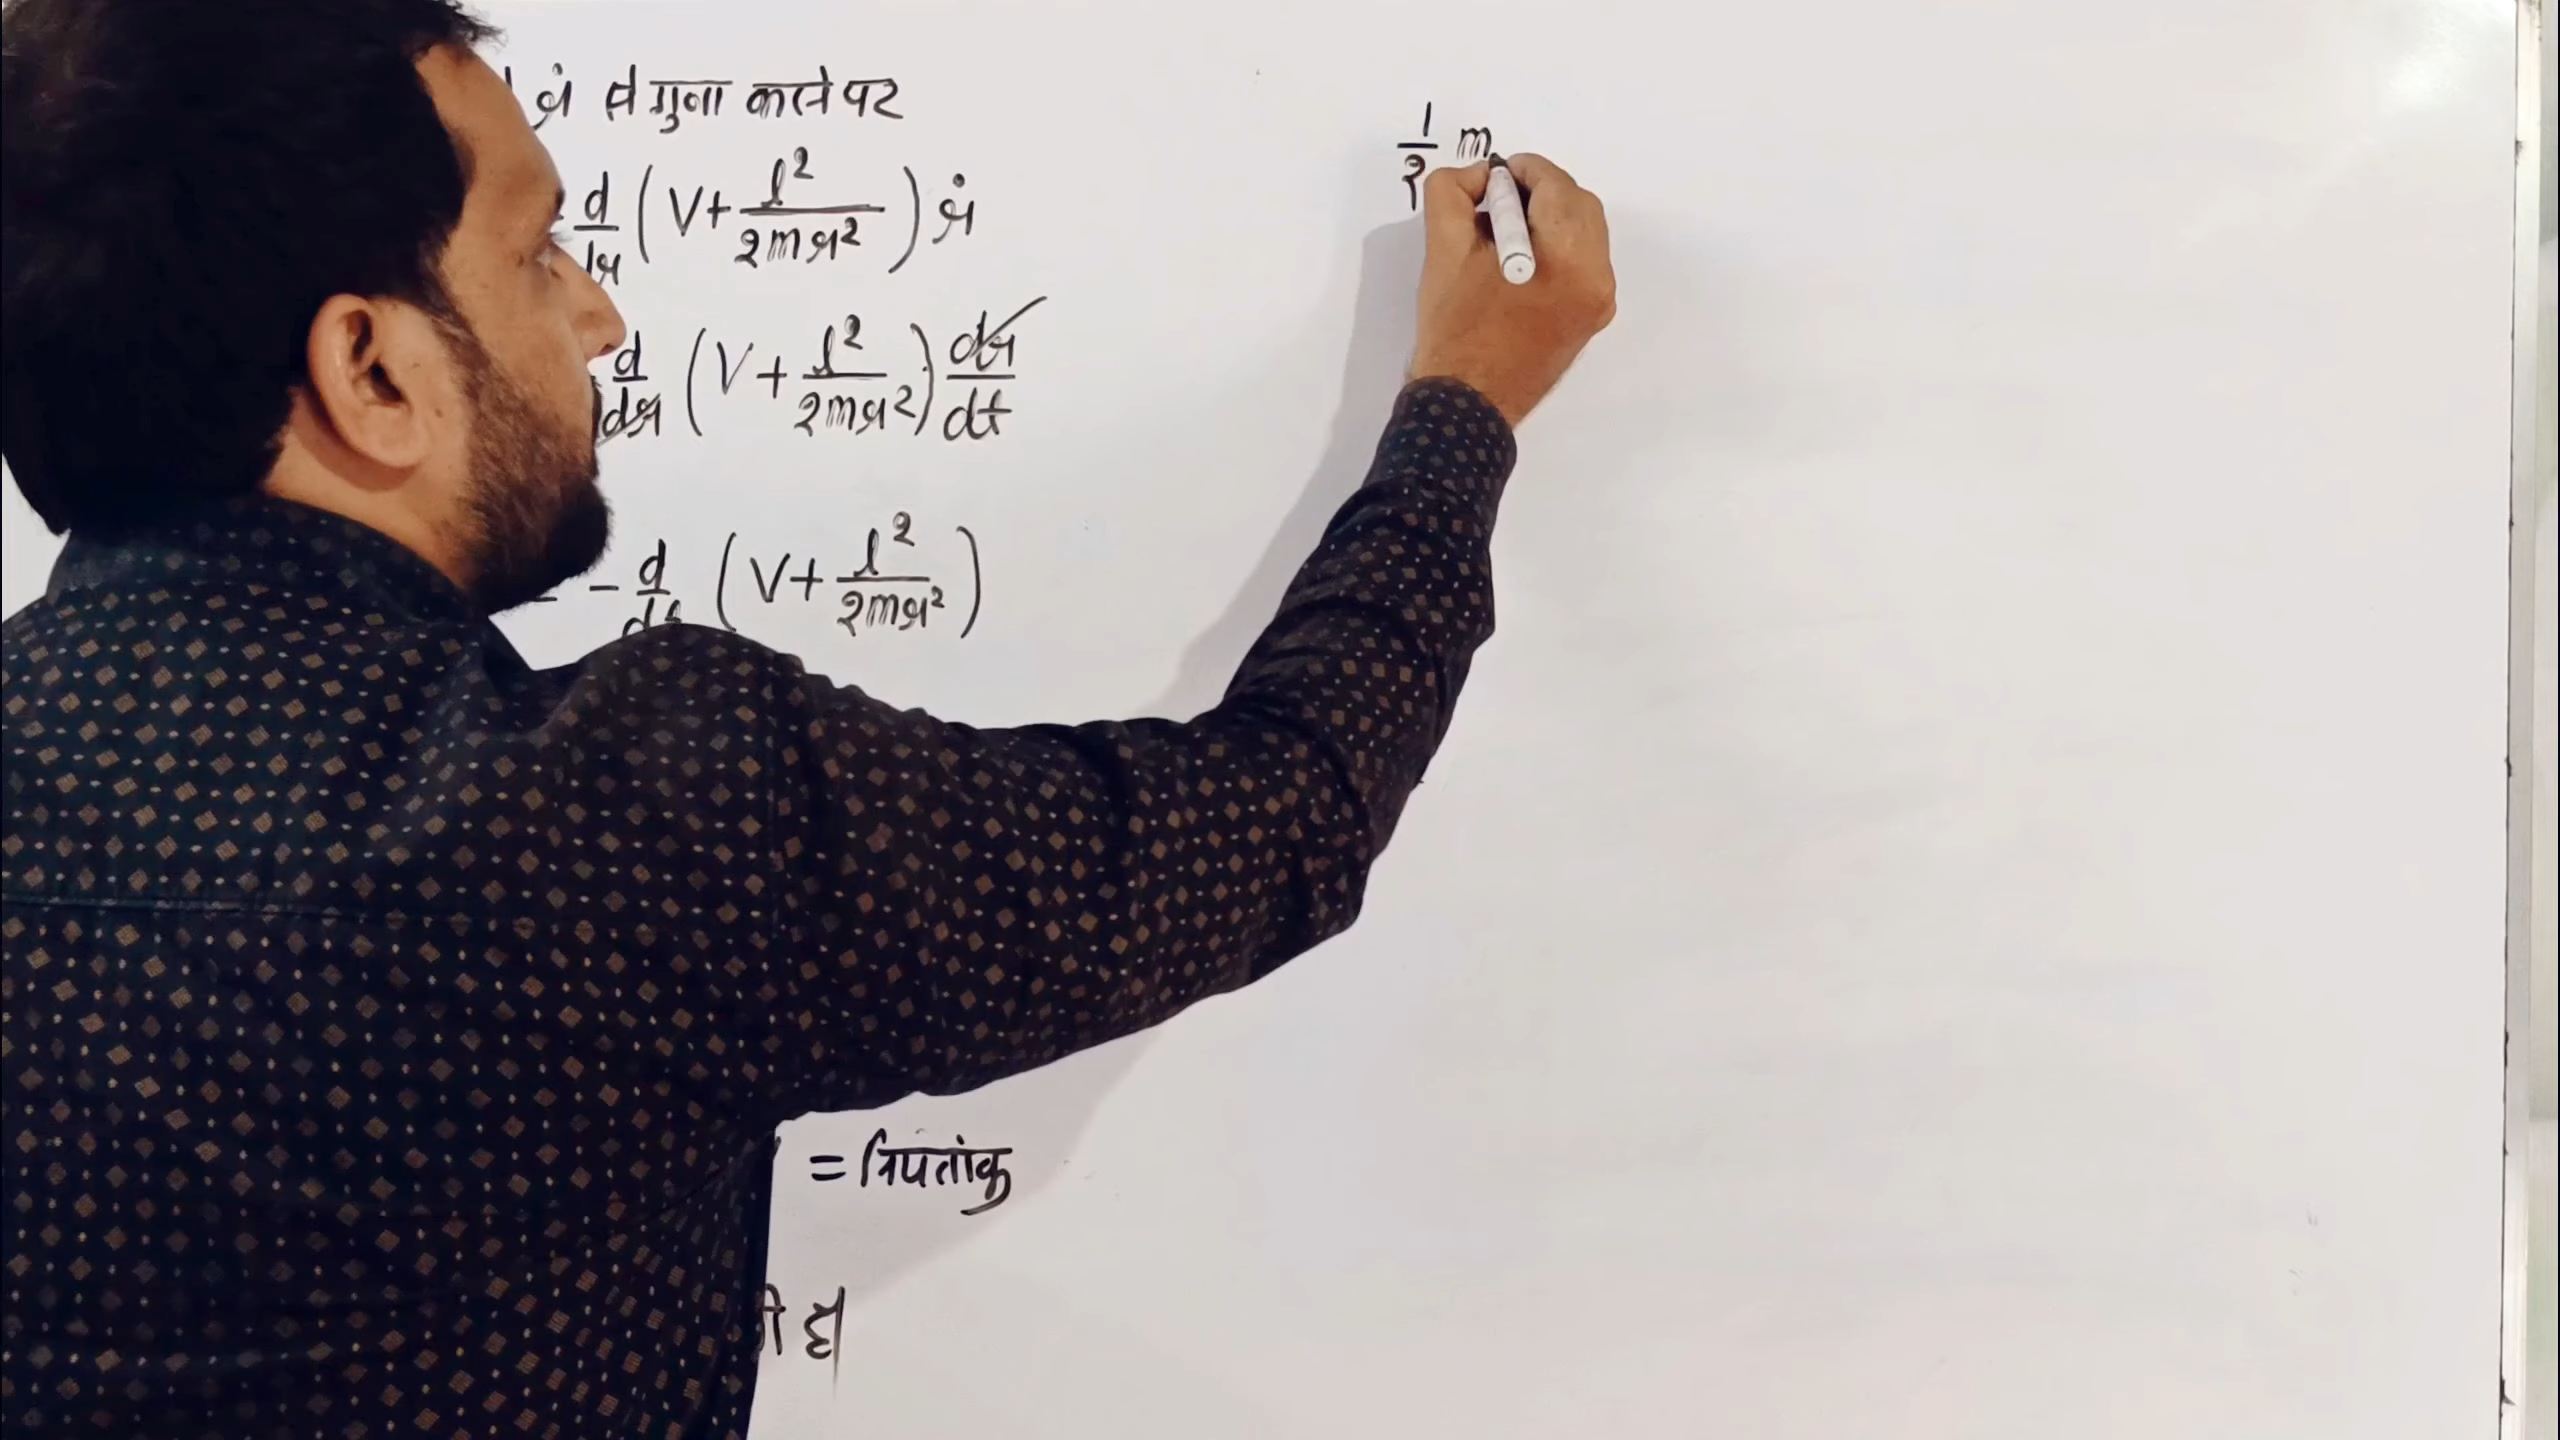 ṙ से गुना करने पर
d/dr ( V + l²/2mr² ) ṙ
d/dr ( V + l²/2mr² ) dr/dt
- d/dt ( V + l²/2mr² )
= नियतांक
ही है।
1/2 m